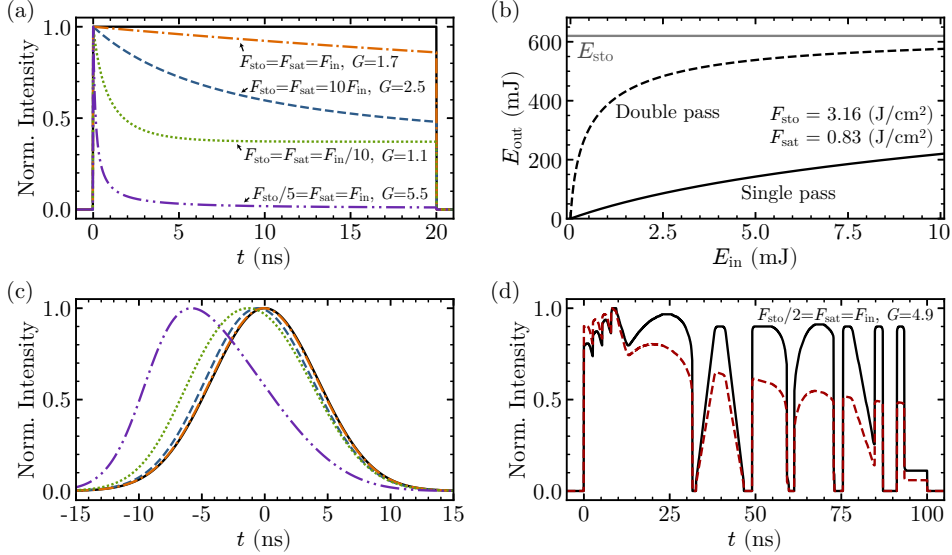 (a)
Norm. Intensity
1.0
0.5
0.0
F_sto=F_sat=F_in, G=1.7
F_sto=F_sat=10F_in, G=2.5
F_sto=F_sat=F_in/10, G=1.1
F_sto/5=F_sat=F_in, G=5.5
0 5 10 15 20
t (ns)
(b)
E_out (mJ)
600
400
200
0
E_sto
Double pass
F_sto = 3.16 (J/cm²)
F_sat = 0.83 (J/cm²)
Single pass
0 2.5 5.0 7.5 10
E_in (mJ)
(c)
Norm. Intensity
1.0
0.5
0.0
-15 -10 -5 0 5 10 15
t (ns)
(d)
Norm. Intensity
1.0
0.5
0.0
F_sto/2=F_sat=F_in, G=4.9
0 25 50 75 100
t (ns)